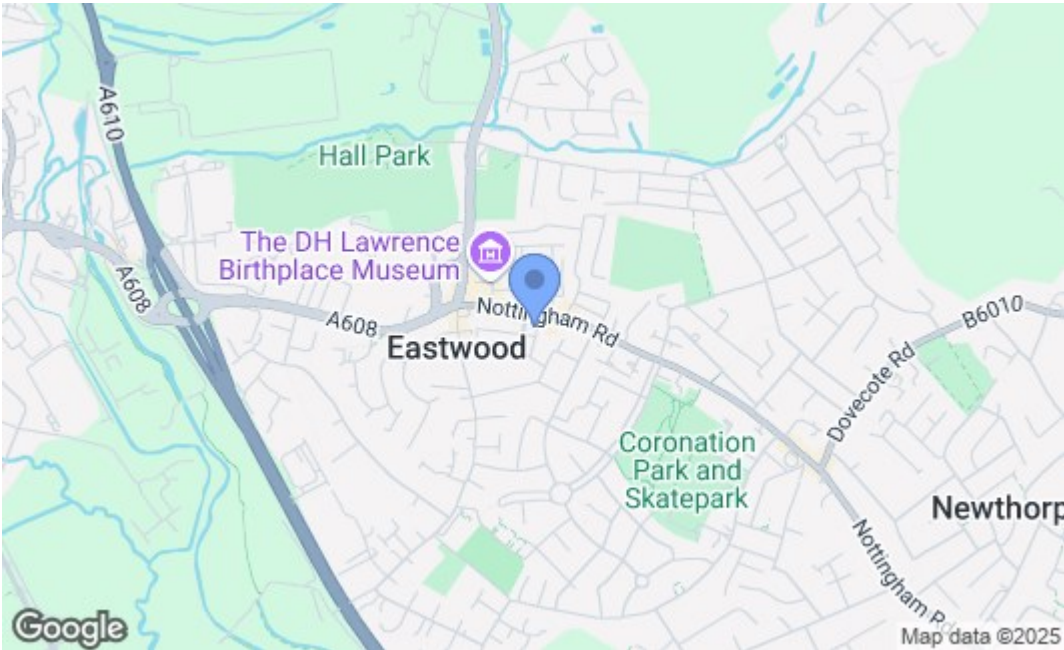 A610
Hall Park
The DH Lawrence
Birthplace Museum
A608
A608
Nottingham Rd
Eastwood
B6010
Dovecote Rd
Coronation
Park and
Skatepark
Newthorp
Nottingham Rd
Google
Map data ©2025